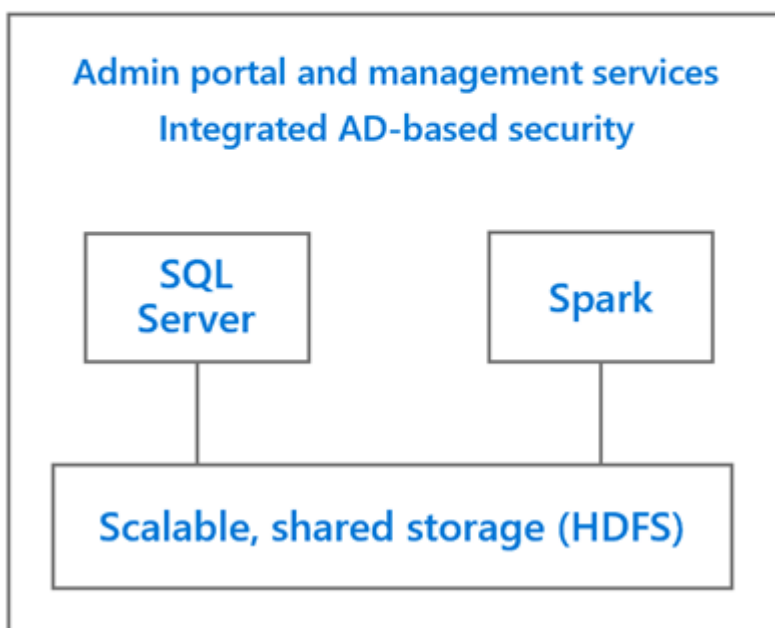 Admin portal and management services
Integrated AD-based security
SQL
Server
Spark
Scalable, shared storage (HDFS)